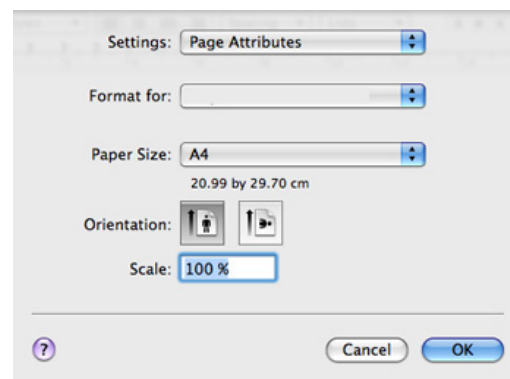 Settings: Page Attributes
Format for:
Paper Size: A4
20.99 by 29.70 cm
Orientation:
Scale: 100 %
? Cancel OK